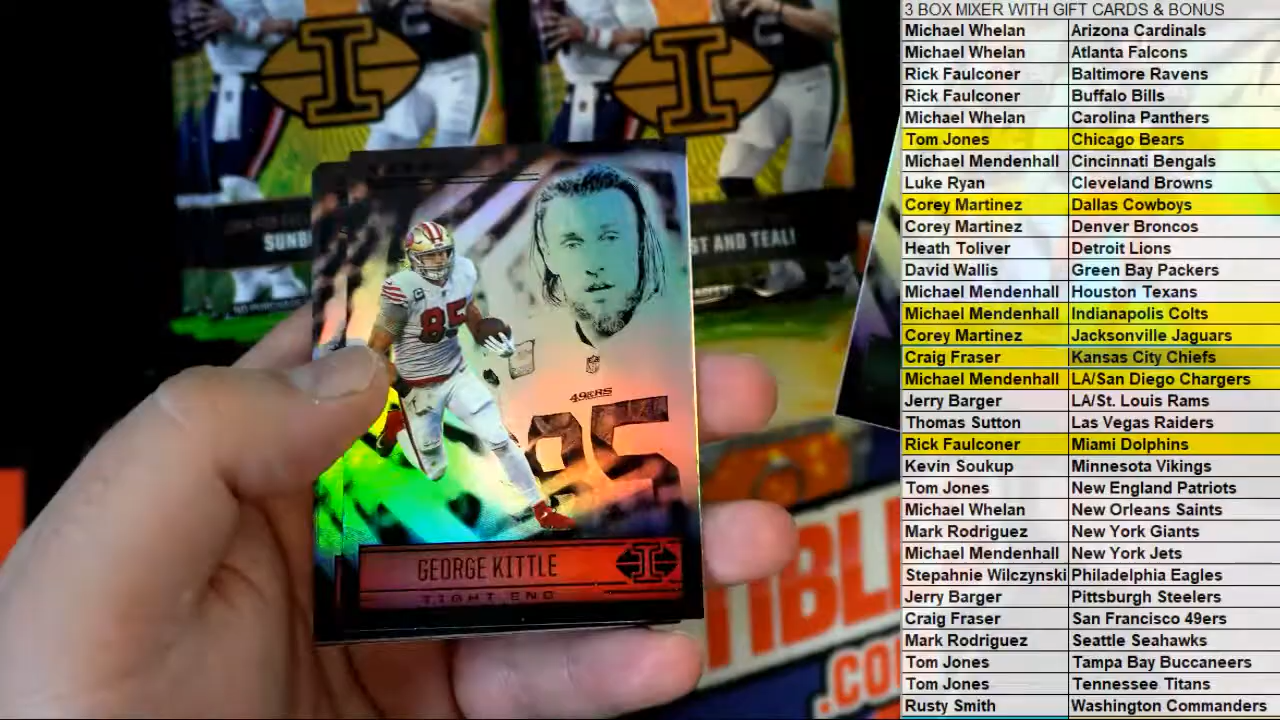 SUNB
ST AND TEAL!
85
49ERS
85
GEORGE KITTLE
TIGHT END
TIBLE
.CO
3 BOX MIXER WITH GIFT CARDS & BONUS
Michael Whelan Arizona Cardinals
Michael Whelan Atlanta Falcons
Rick Faulconer Baltimore Ravens
Rick Faulconer Buffalo Bills
Michael Whelan Carolina Panthers
Tom Jones Chicago Bears
Michael Mendenhall Cincinnati Bengals
Luke Ryan Cleveland Browns
Corey Martinez Dallas Cowboys
Corey Martinez Denver Broncos
Heath Toliver Detroit Lions
David Wallis Green Bay Packers
Michael Mendenhall Houston Texans
Michael Mendenhall Indianapolis Colts
Corey Martinez Jacksonville Jaguars
Craig Fraser Kansas City Chiefs
Michael Mendenhall LA/San Diego Chargers
Jerry Barger LA/St. Louis Rams
Thomas Sutton Las Vegas Raiders
Rick Faulconer Miami Dolphins
Kevin Soukup Minnesota Vikings
Tom Jones New England Patriots
Michael Whelan New Orleans Saints
Mark Rodriguez New York Giants
Michael Mendenhall New York Jets
Stepahnie Wilczynski Philadelphia Eagles
Jerry Barger Pittsburgh Steelers
Craig Fraser San Francisco 49ers
Mark Rodriguez Seattle Seahawks
Tom Jones Tampa Bay Buccaneers
Tom Jones Tennessee Titans
Rusty Smith Washington Commanders